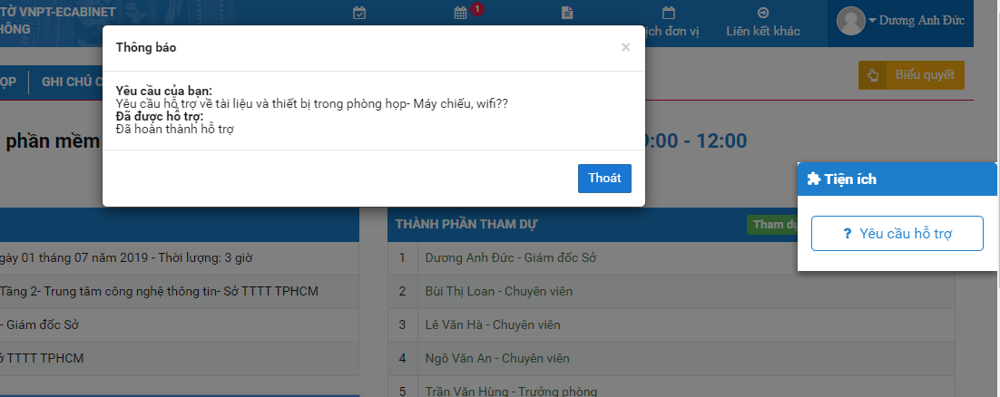 TỜ VNPT-ECABINET
HÔNG
1
ịch đơn vị
Liên kết khác
Dương Anh Đức
Thông báo
×
ỌP
GHI CHÚ C
Biểu quyết
Yêu cầu của bạn:
Yêu cầu hỗ trợ về tài liệu và thiết bị trong phòng họp- Máy chiếu, wifi??
Đã được hỗ trợ:
Đã hoàn thành hỗ trợ
phần mềm
:00 - 12:00
Thoát
Tiện ích
? Yêu cầu hỗ trợ
THÀNH PHẦN THAM DỰ
Tham dự
gày 01 tháng 07 năm 2019 - Thời lượng: 3 giờ
1 Dương Anh Đức - Giám đốc Sở
Tầng 2- Trung tâm công nghệ thông tin- Sở TTTT TPHCM
2 Bùi Thị Loan - Chuyên viên
- Giám đốc Sở
3 Lê Văn Hà - Chuyên viên
ở TTTT TPHCM
4 Ngô Văn An - Chuyên viên
5 Trần Văn Hùng - Trưởng phòng